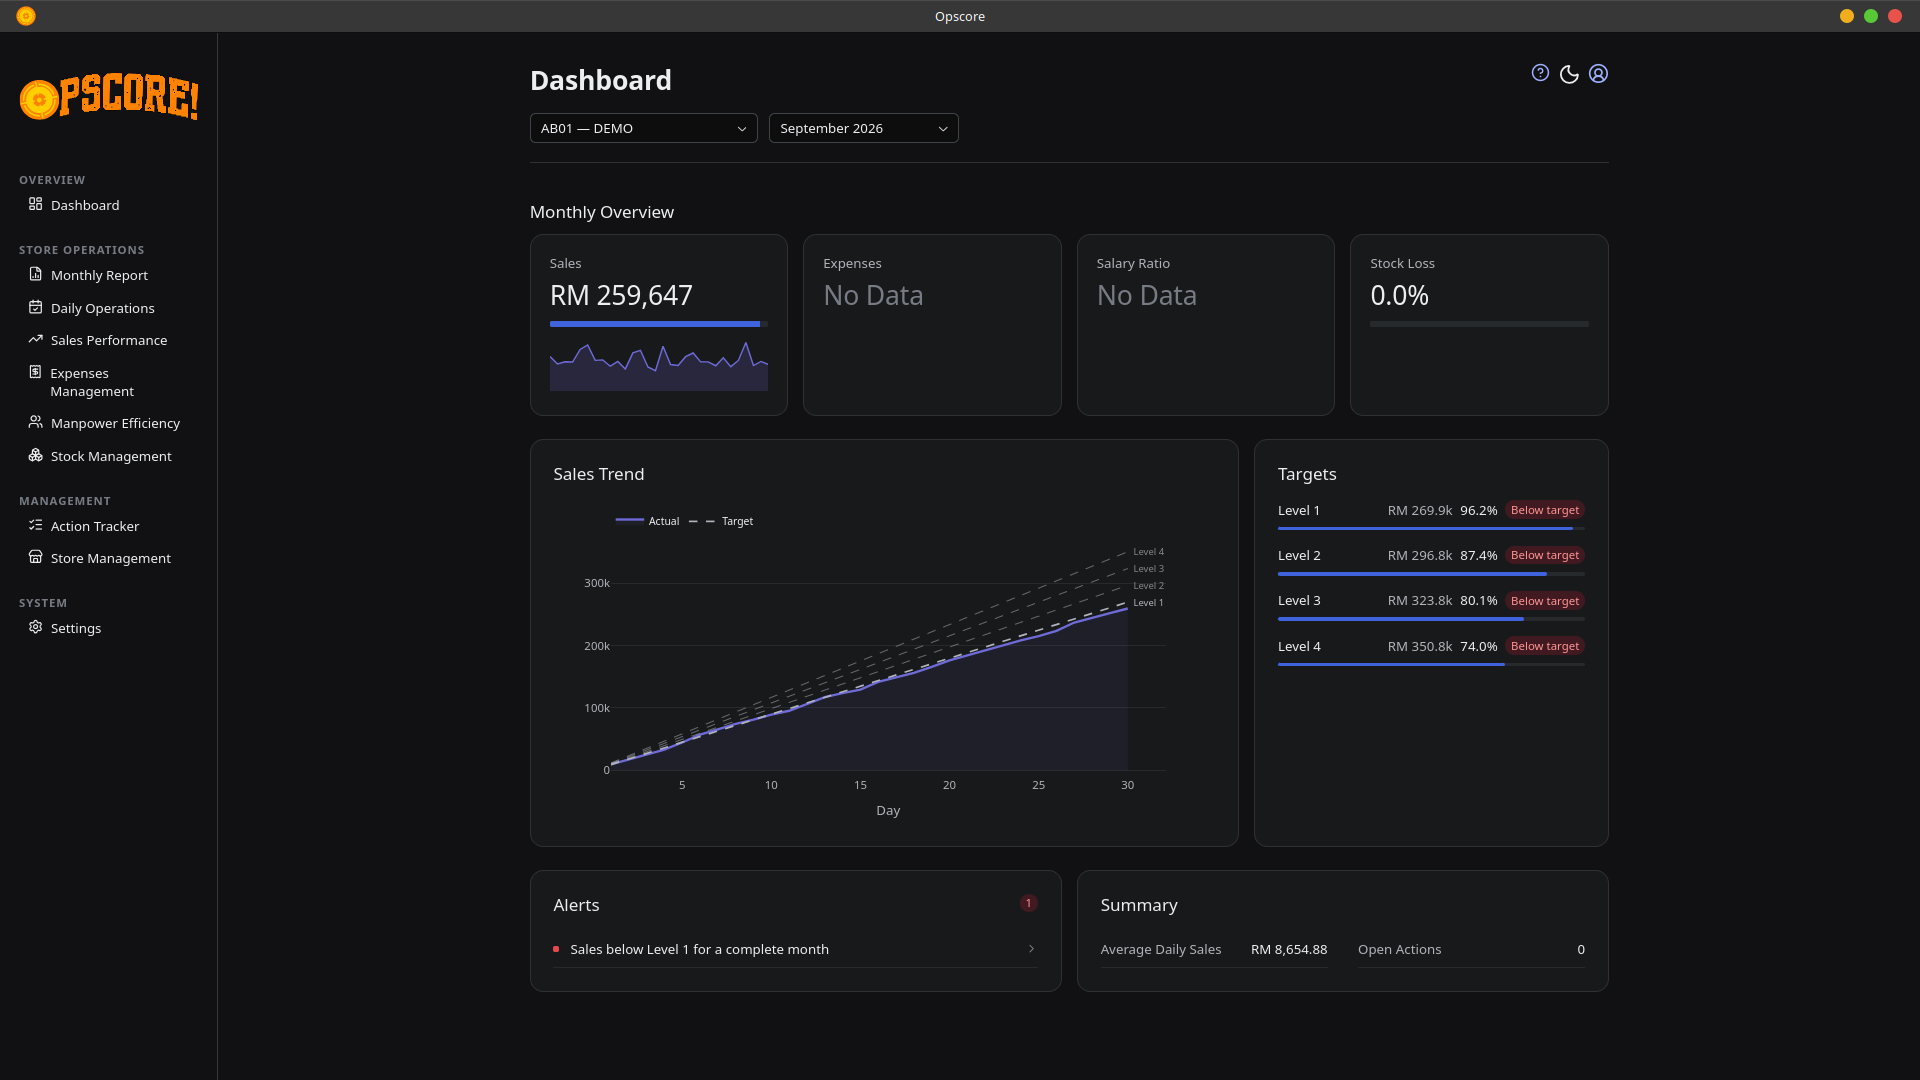 Opscore
OPSCORE!
OVERVIEW
Dashboard
STORE OPERATIONS
Monthly Report
Daily Operations
Sales Performance
Expenses
Management
Manpower Efficiency
Stock Management
MANAGEMENT
Action Tracker
Store Management
SYSTEM
Settings
Dashboard
AB01 — DEMO
September 2026
Monthly Overview
Sales
RM 259,647
Expenses
No Data
Salary Ratio
No Data
Stock Loss
0.0%
Sales Trend
Actual
Target
Level 4
Level 3
Level 2
Level 1
300k
200k
100k
0
5 10 15 20 25 30
Day
Targets
Level 1 RM 269.9k 96.2% Below target
Level 2 RM 296.8k 87.4% Below target
Level 3 RM 323.8k 80.1% Below target
Level 4 RM 350.8k 74.0% Below target
Alerts 1
Sales below Level 1 for a complete month
Summary
Average Daily Sales RM 8,654.88
Open Actions 0